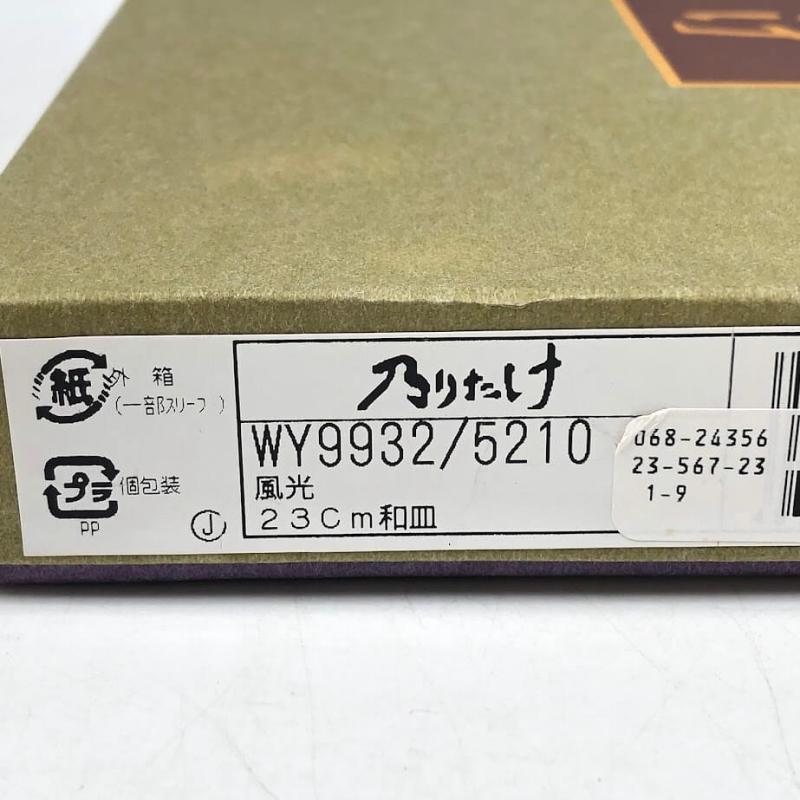 紙
外箱
(一部スリーブ)
プラ
個包装
PP
J
乃りたけ
WY9932/5210
風光
23Cm和皿
068-24356
23-567-23
1-9